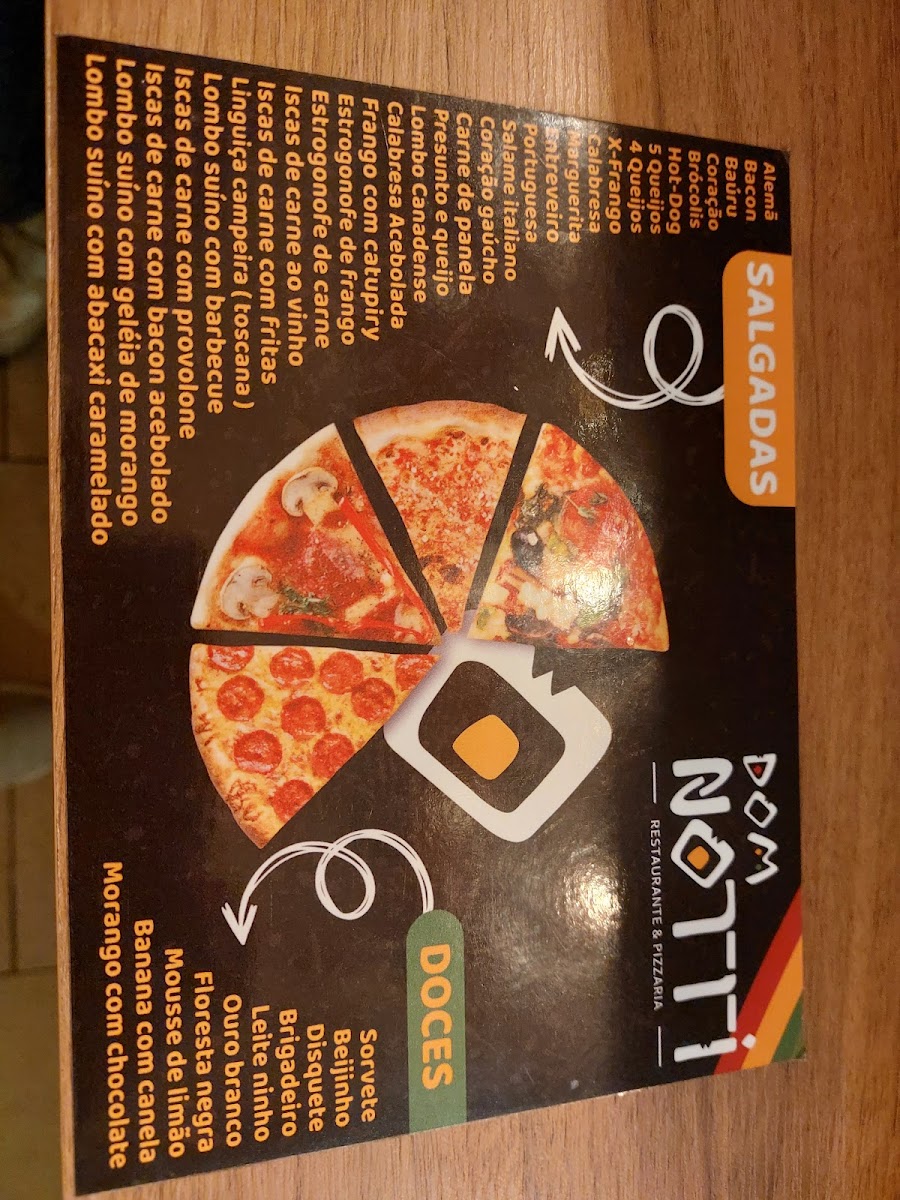 SALGADAS
Alemã
Bacon
Baúru
Coração
Brócolis
Hot-Dog
5 Queijos
4 Queijos
X-Frango
Calabresa
Marguerita
Entreveiro
Portuguesa
Salame italiano
Coração gaúcho
Carne de panela
Presunto e queijo
Lombo Canadense
Calabresa Acebolada
Frango com catupiry
Estrogonofe de frango
Estrogonofe de carne
Iscas de carne ao vinho
Iscas de carne com fritas
Linguiça campeira ( toscana )
Lombo suíno com barbecue
Iscas de carne com provolone
Iscas de carne com bacon acebolado
Lombo suíno com geléia de morango
Lombo suíno com abacaxi caramelado
DOM
NOTTI
RESTAURANTE & PIZZARIA
DOCES
Sorvete
Beijinho
Disquete
Brigadeiro
Leite ninho
Ouro branco
Floresta negra
Mousse de limão
Banana com canela
Morango com chocolate